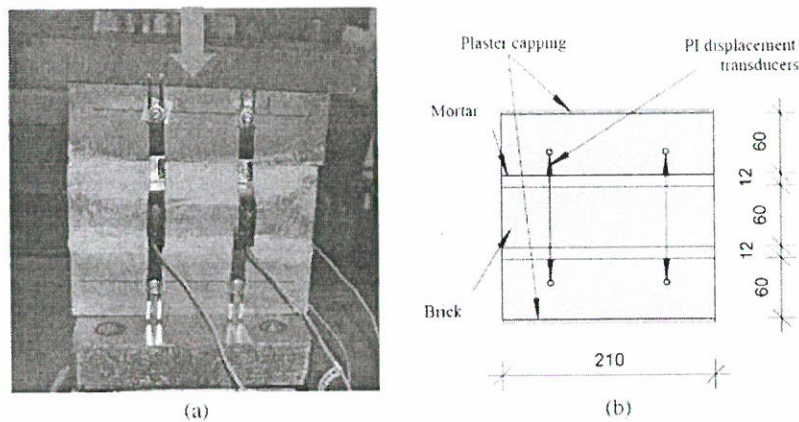 Plaster capping
PI displacement
transducers
Mortar
Brick
60
12
60
12
60
210
(a)
(b)